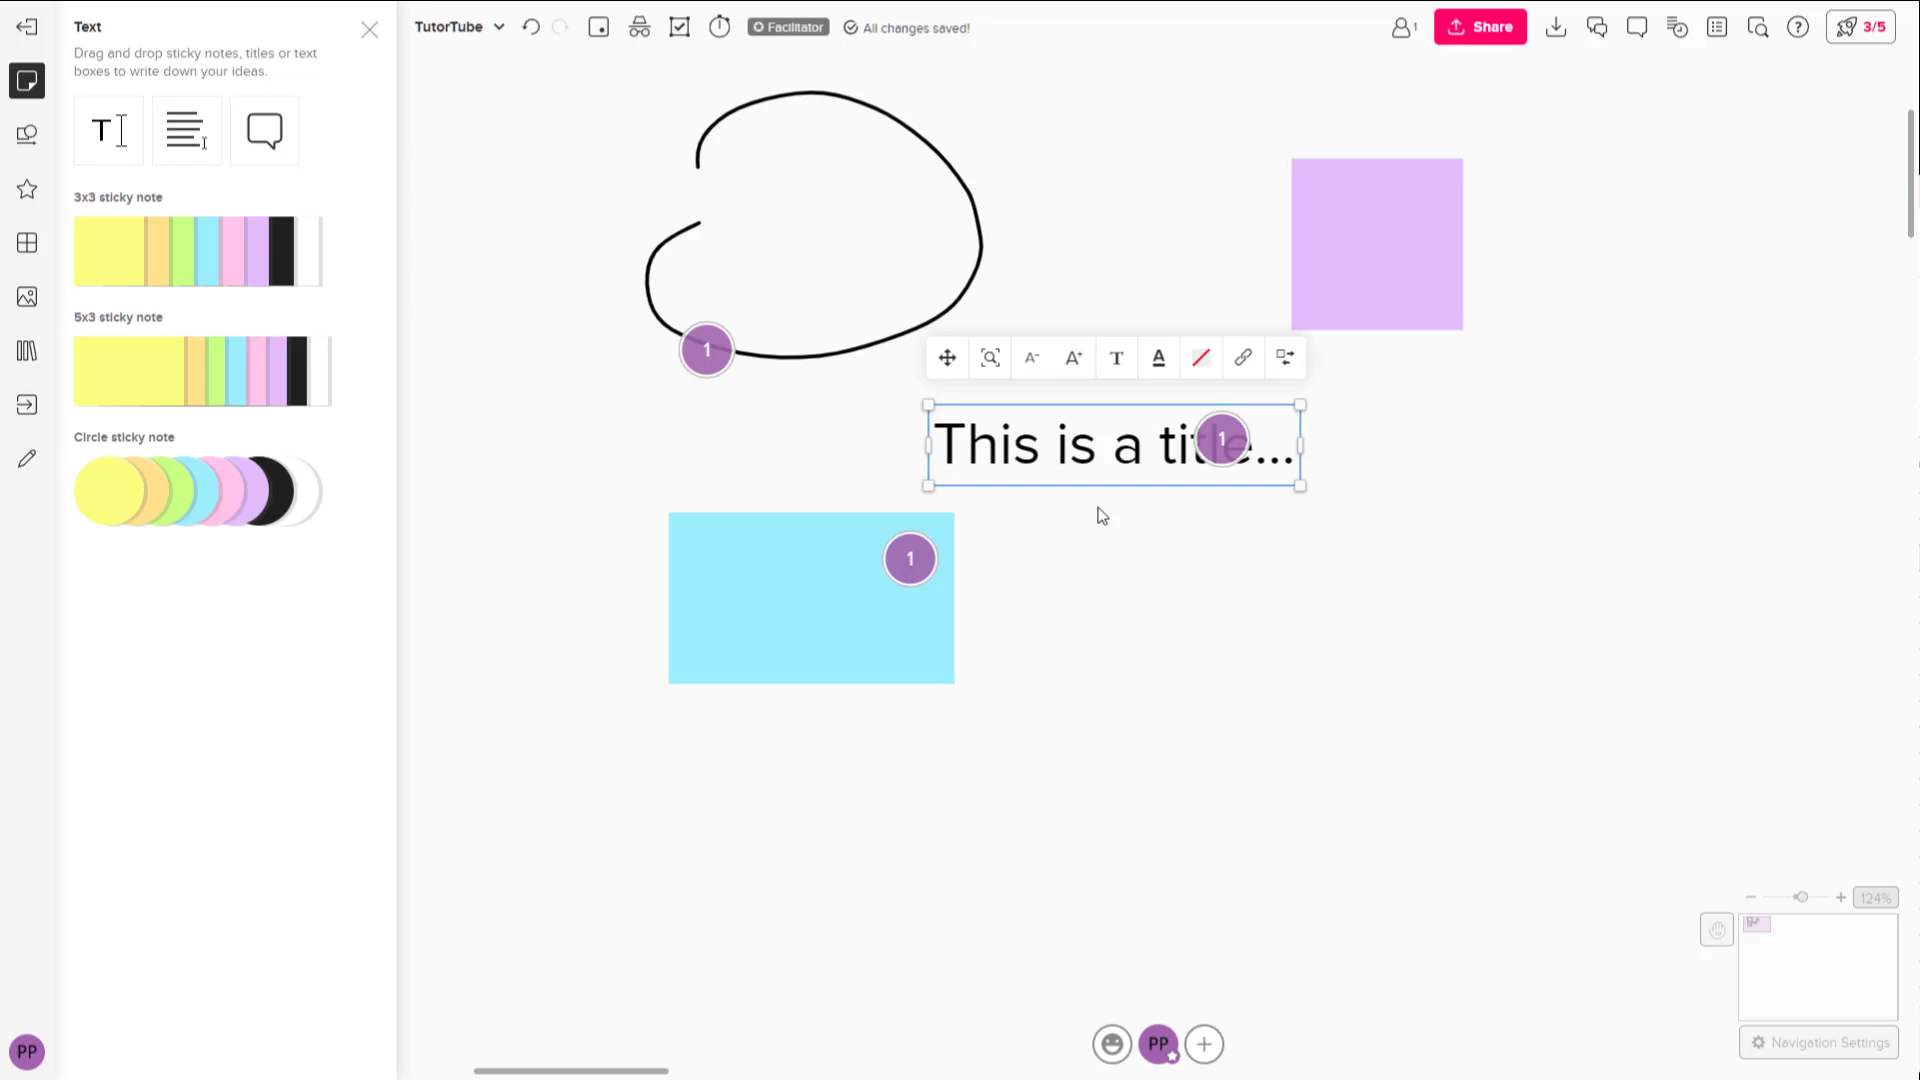 Text
Drag and drop sticky notes, titles or text
boxes to write down your ideas.
T
3x3 sticky note
5x3 sticky note
Circle sticky note
PP
TutorTube
Facilitator
All changes saved!
1
Share
3/5
1
A-
A+
T
A
This is a title...
1
1
124%
PP
Navigation Settings